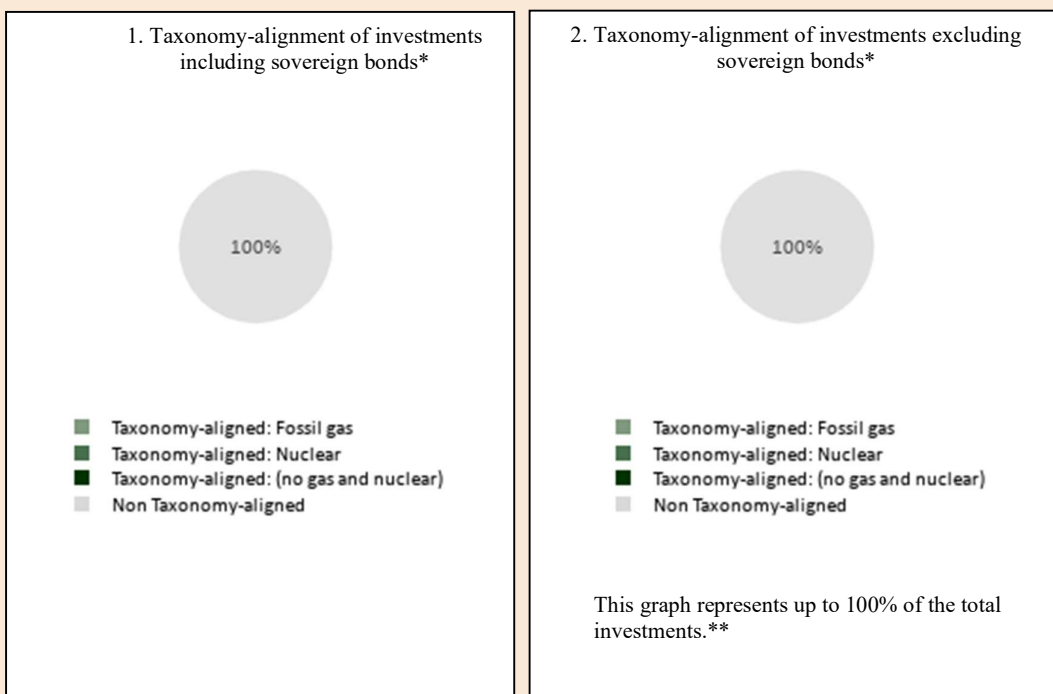 1. Taxonomy-alignment of investments
including sovereign bonds*
100%
Taxonomy-aligned: Fossil gas
Taxonomy-aligned: Nuclear
Taxonomy-aligned: (no gas and nuclear)
Non Taxonomy-aligned
2. Taxonomy-alignment of investments excluding
sovereign bonds*
100%
Taxonomy-aligned: Fossil gas
Taxonomy-aligned: Nuclear
Taxonomy-aligned: (no gas and nuclear)
Non Taxonomy-aligned
This graph represents up to 100% of the total
investments.**